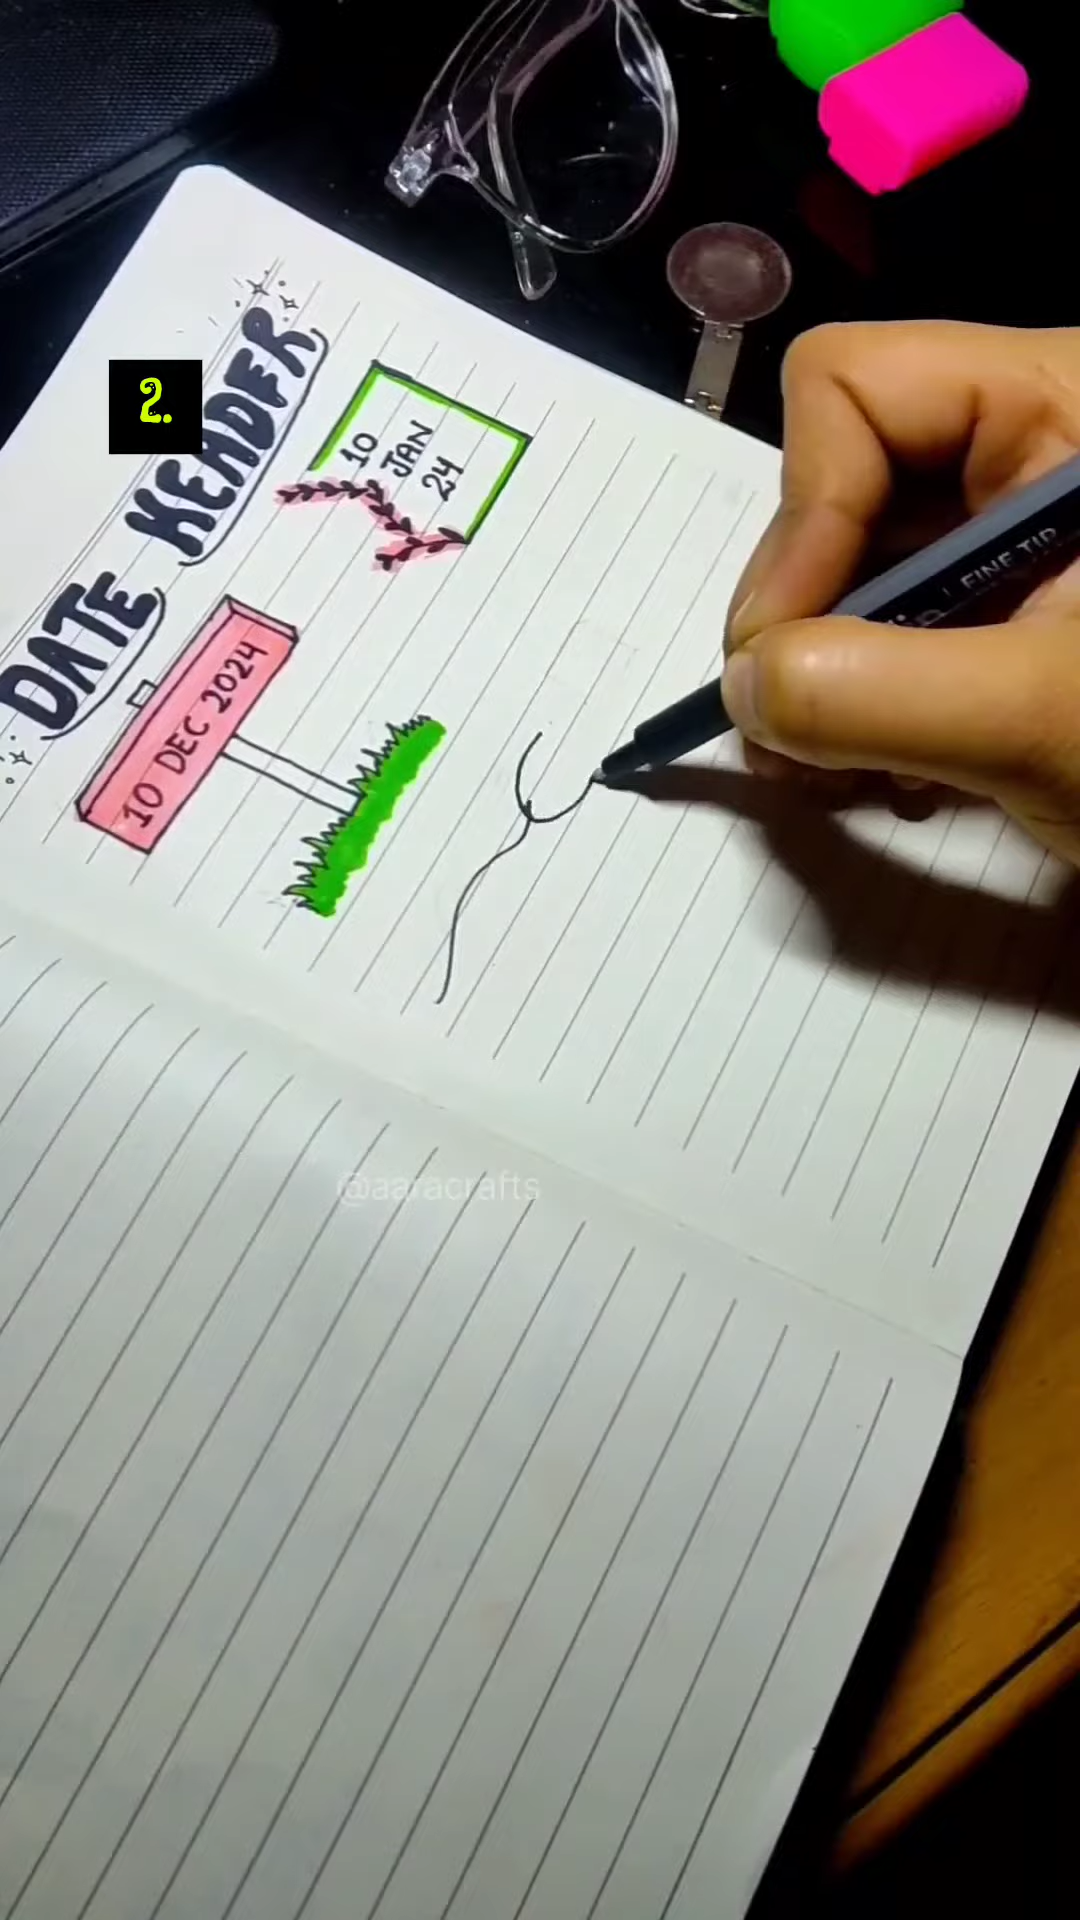 2.
DATE HEADER
10 DEC 2024
10
JAN
24
FINE TIP
@aaracrafts